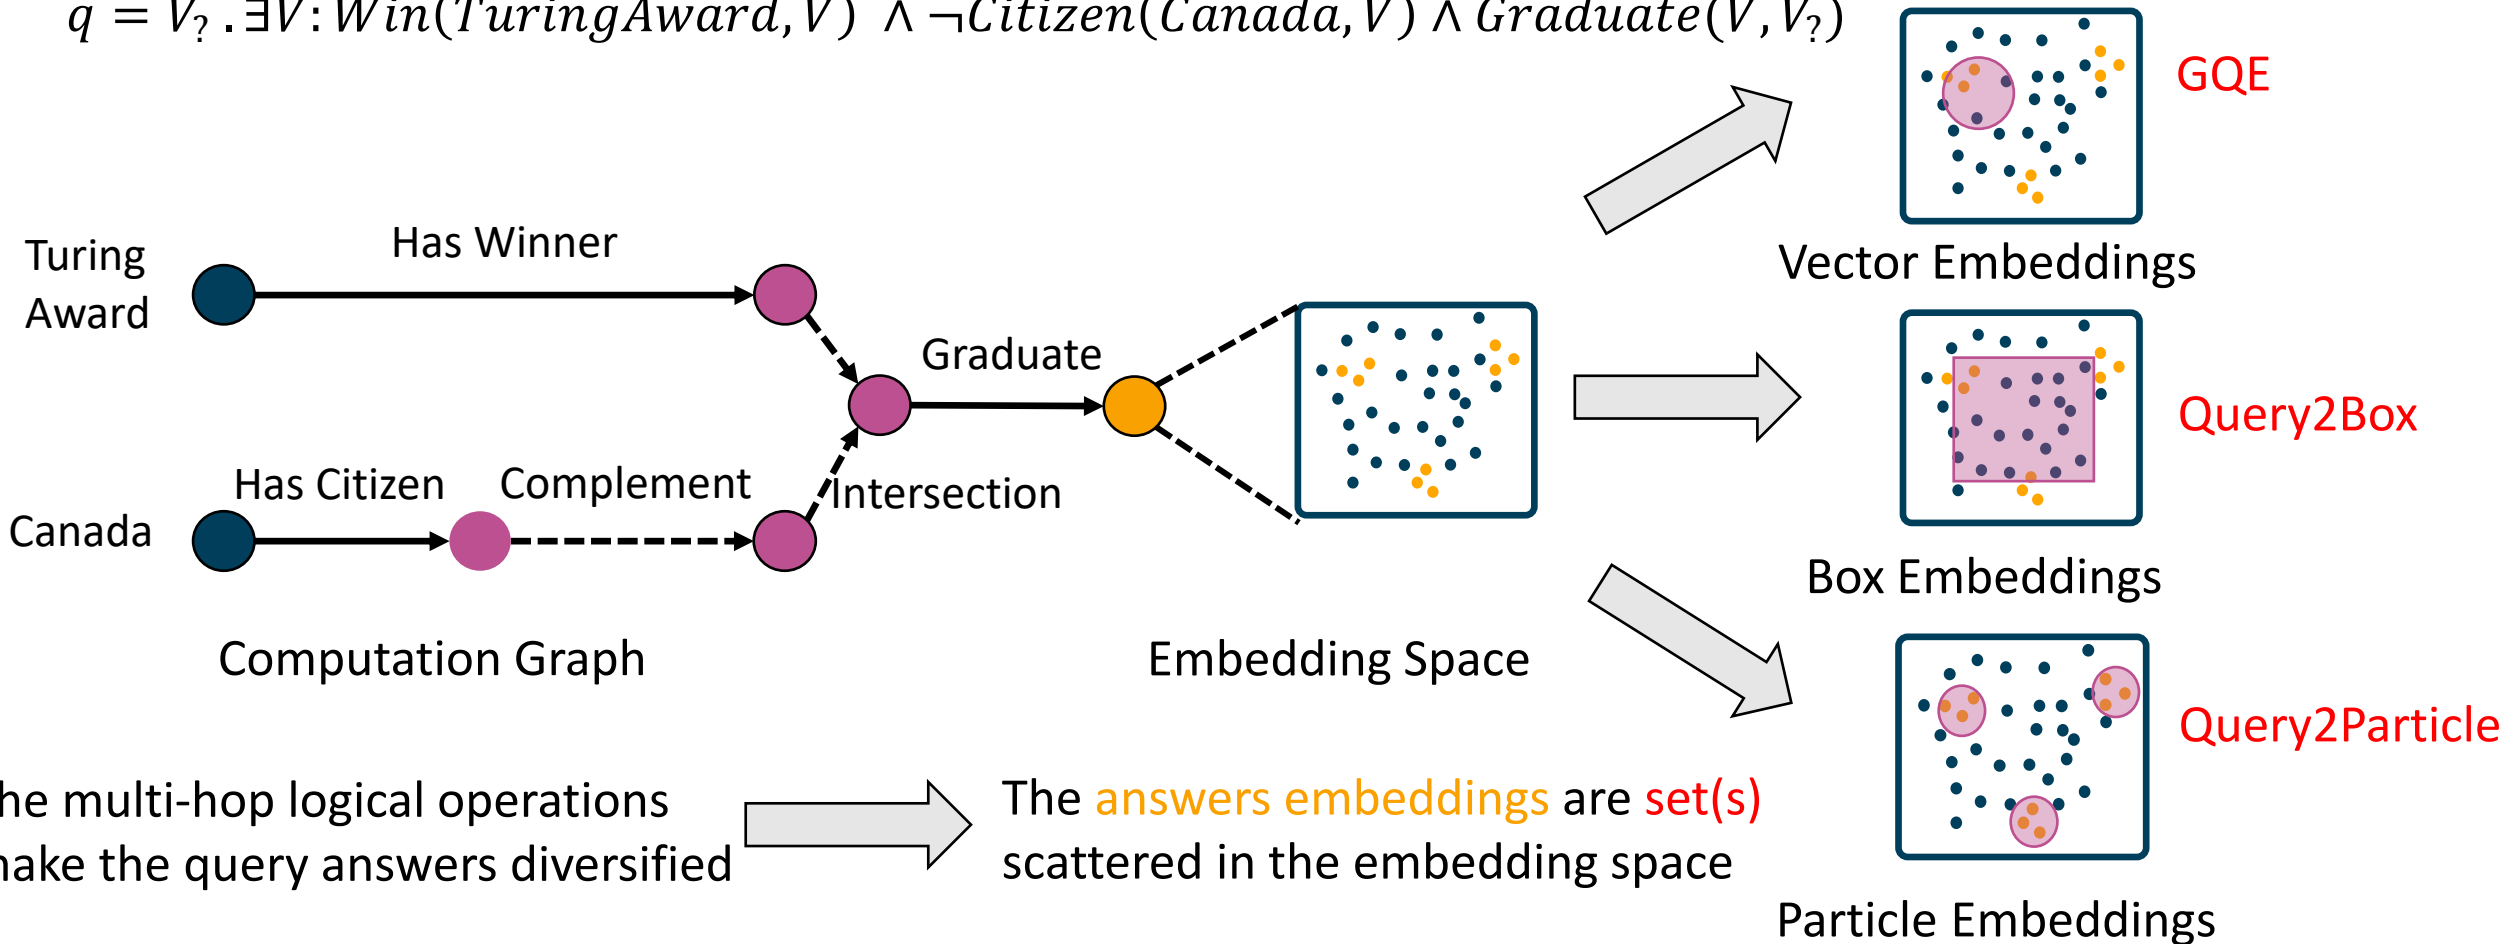 q = V?.∃V:Win(TuringAward,V) ∧¬Citizen(Canada,V)∧Graduate(V,V?)
GQE
Has Winner
Turing
Award
Vector Embeddings
Graduate
Query2Box
Has Citizen
Complement
Intersection
Canada
Box Embeddings
Computation Graph
Embedding Space
Query2Particle
he multi-hop logical operations
nake the query answers diversified
The answers embeddings are set(s)
scattered in the embedding space
Particle Embeddings